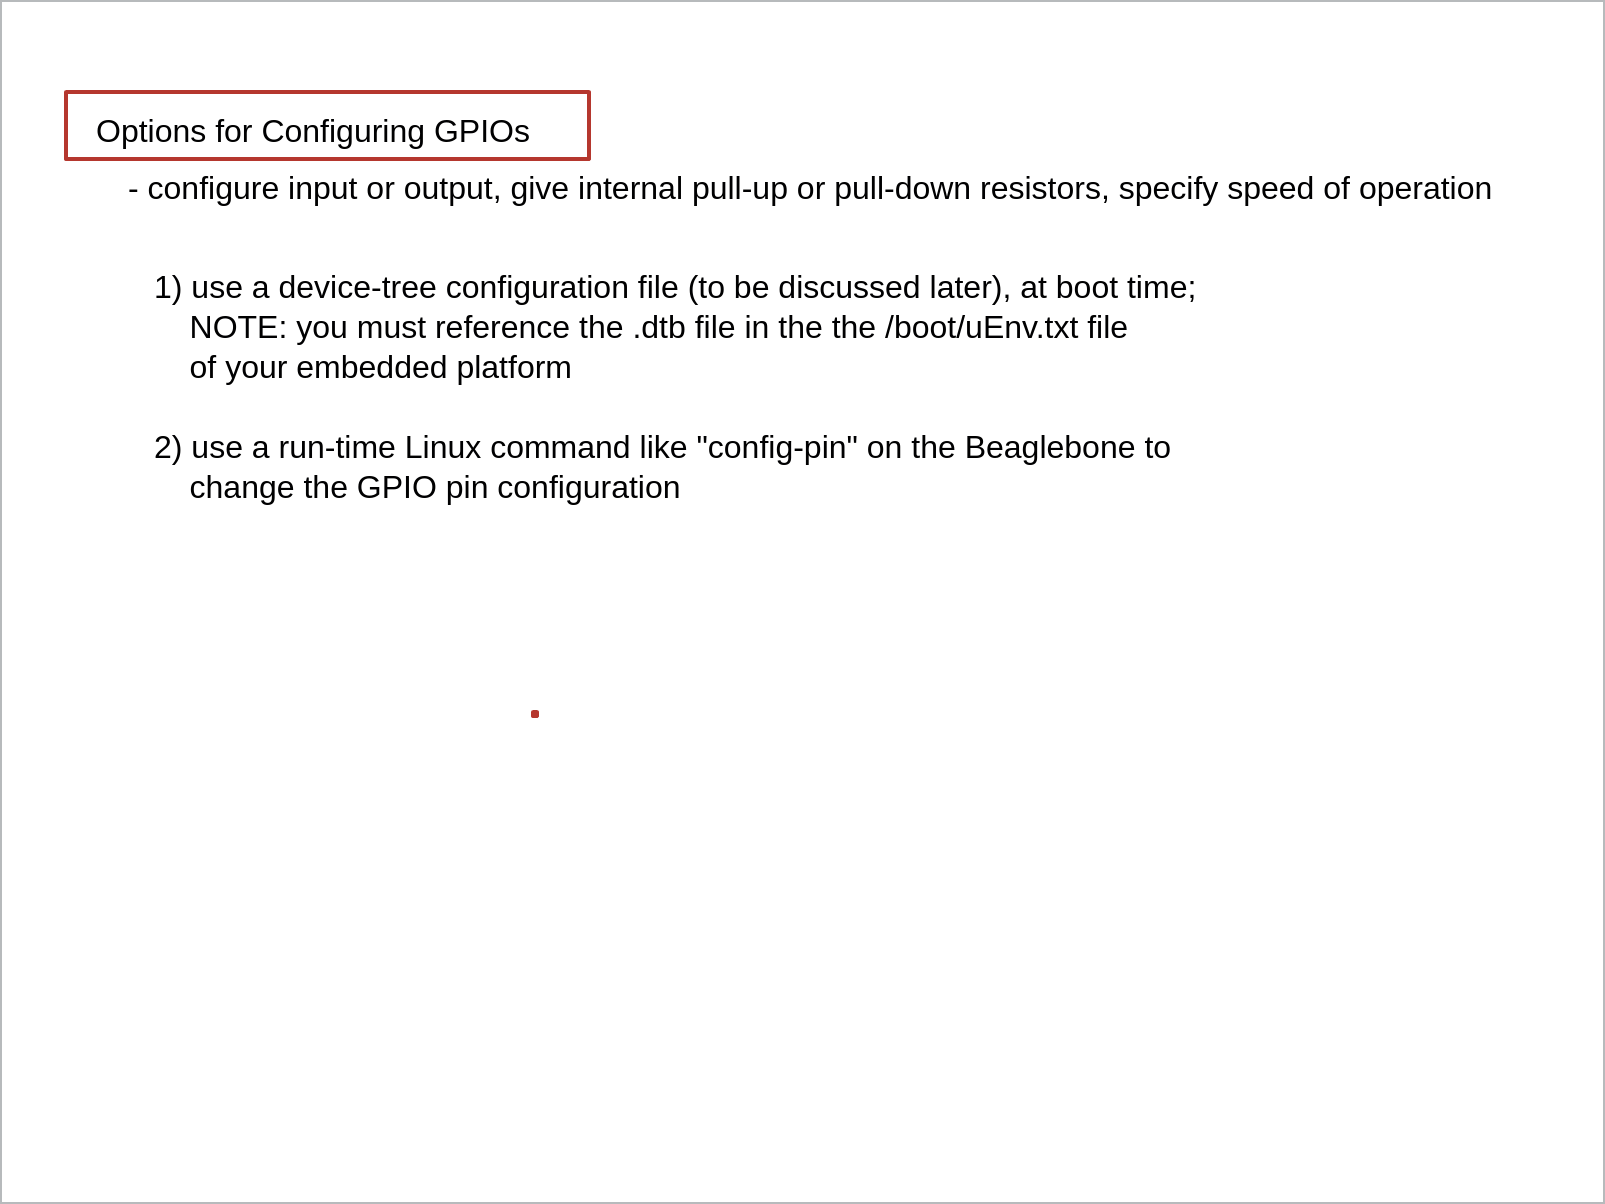 Options for Configuring GPIOs
- configure input or output, give internal pull-up or pull-down resistors, specify speed of operation
1) use a device-tree configuration file (to be discussed later), at boot time;
NOTE: you must reference the .dtb file in the the /boot/uEnv.txt file
of your embedded platform
2) use a run-time Linux command like "config-pin" on the Beaglebone to
change the GPIO pin configuration